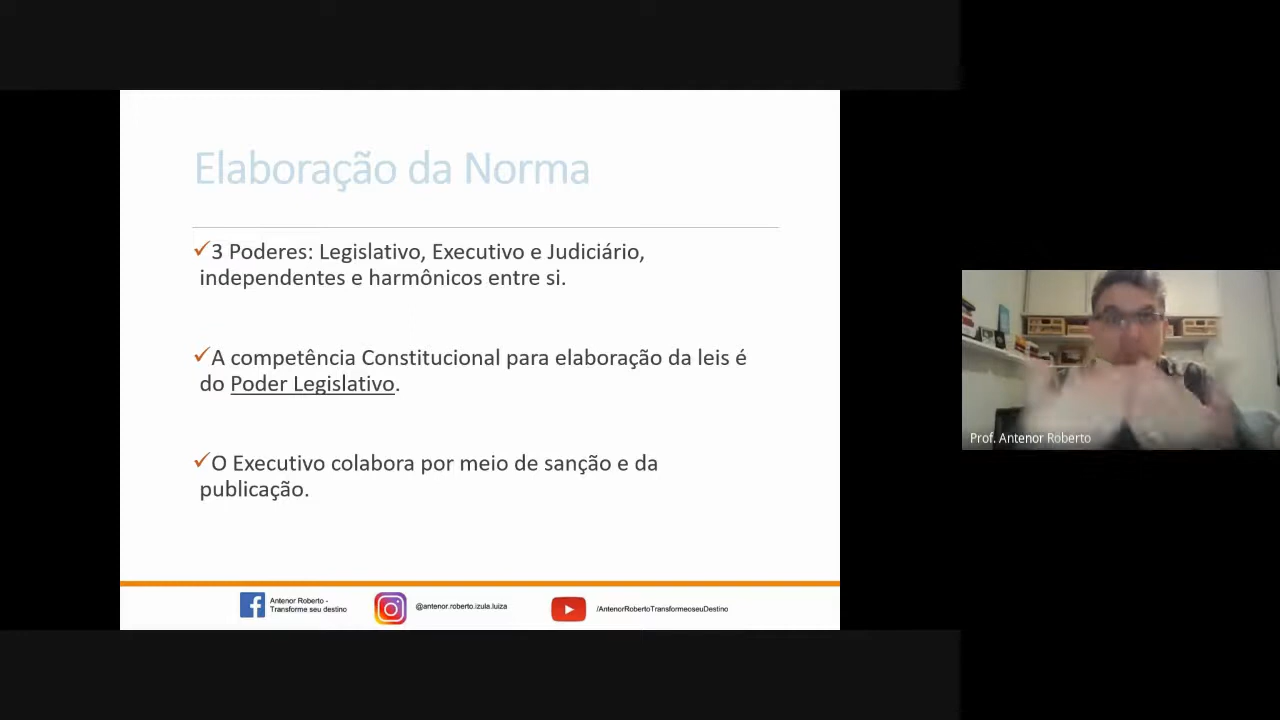 Elaboração da Norma
3 Poderes: Legislativo, Executivo e Judiciário,
independentes e harmônicos entre si.
A competência Constitucional para elaboração da leis é
do Poder Legislativo.
O Executivo colabora por meio de sanção e da
publicação.
Antenor Roberto -
Transforme seu destino
@antenor.roberto.izula.luiza
/AntenorRobertoTransformeoseuDestino
Prof. Antenor Roberto